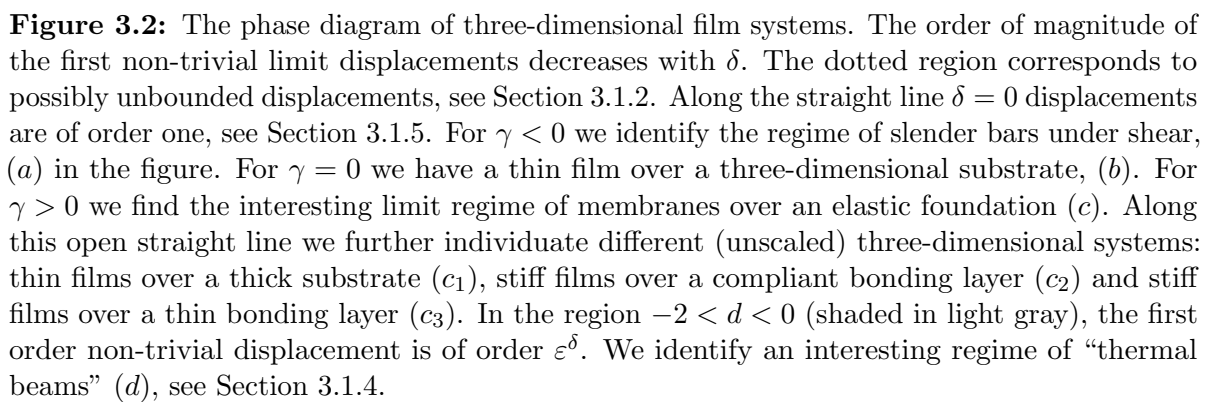 Figure 3.2: The phase diagram of three-dimensional film systems. The order of magnitude of
the first non-trivial limit displacements decreases with δ. The dotted region corresponds to
possibly unbounded displacements, see Section 3.1.2. Along the straight line δ = 0 displacements
are of order one, see Section 3.1.5. For γ < 0 we identify the regime of slender bars under shear,
(a) in the figure. For γ = 0 we have a thin film over a three-dimensional substrate, (b). For
γ > 0 we find the interesting limit regime of membranes over an elastic foundation (c). Along
this open straight line we further individuate different (unscaled) three-dimensional systems:
thin films over a thick substrate (c₁), stiff films over a compliant bonding layer (c₂) and stiff
films over a thin bonding layer (c₃). In the region −2 < d < 0 (shaded in light gray), the first
order non-trivial displacement is of order ε^δ. We identify an interesting regime of “thermal
beams” (d), see Section 3.1.4.